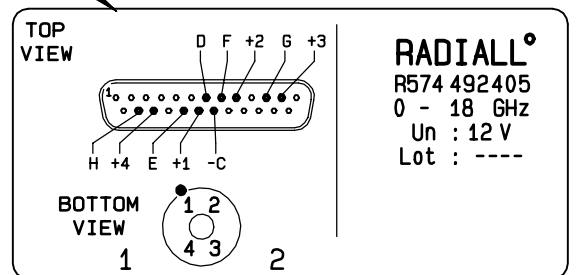 TOP
VIEW
D F +2 G +3
1
H +4 E +1 -C
BOTTOM
VIEW
1 2
4 3
1 2
RADIALL°
R574 492405
0 - 18 GHz
Un : 12 V
Lot : ----